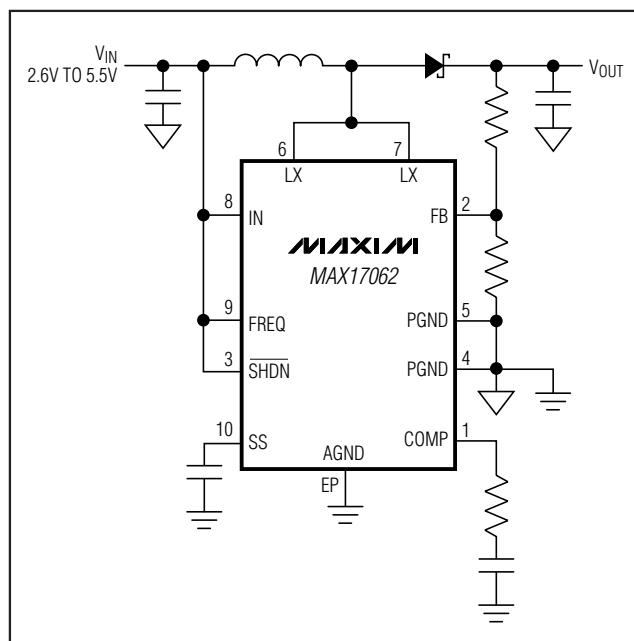 VIN
2.6V TO 5.5V
VOUT
6
7
LX
LX
8
IN
2
FB
MAXIM
MAX17062
9
FREQ
5
PGND
3
SHDN
4
PGND
10
SS
1
COMP
AGND
EP